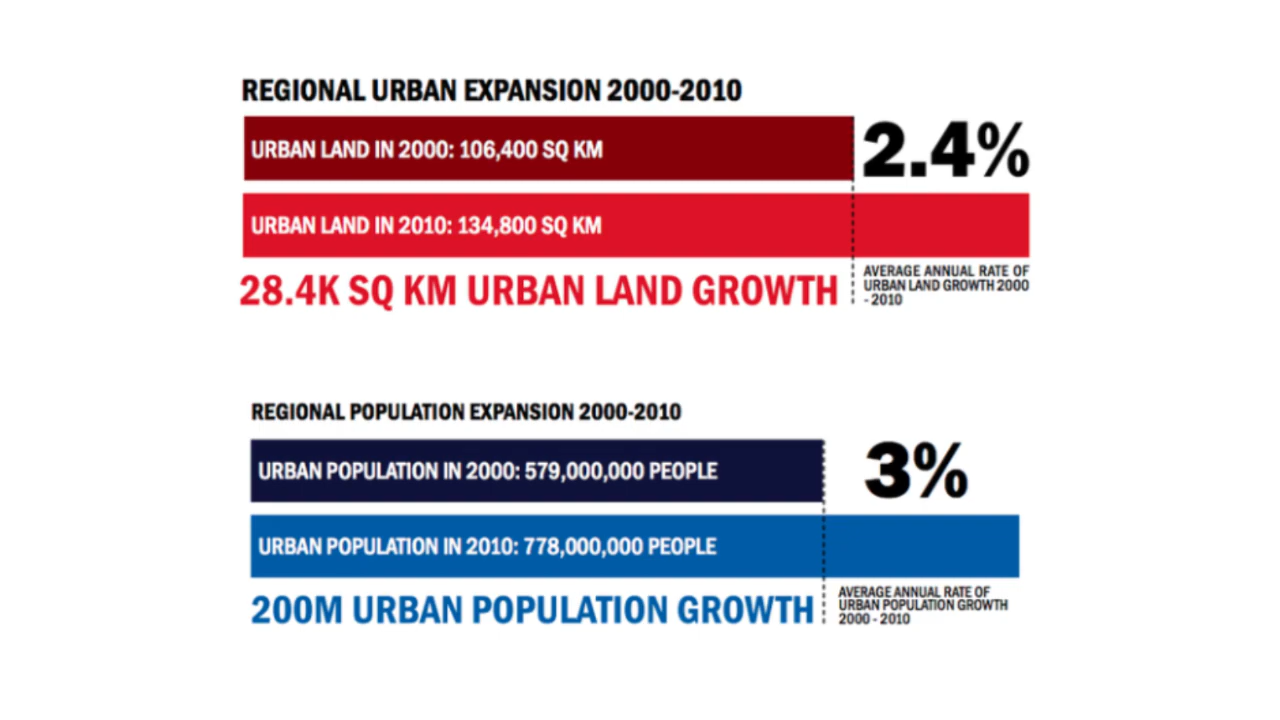 REGIONAL URBAN EXPANSION 2000-2010
URBAN LAND IN 2000: 106,400 SQ KM
2.4%
URBAN LAND IN 2010: 134,800 SQ KM
28.4K SQ KM URBAN LAND GROWTH
AVERAGE ANNUAL RATE OF
URBAN LAND GROWTH 2000
- 2010
REGIONAL POPULATION EXPANSION 2000-2010
URBAN POPULATION IN 2000: 579,000,000 PEOPLE
3%
URBAN POPULATION IN 2010: 778,000,000 PEOPLE
200M URBAN POPULATION GROWTH
AVERAGE ANNUAL RATE OF
URBAN POPULATION GROWTH
2000 - 2010